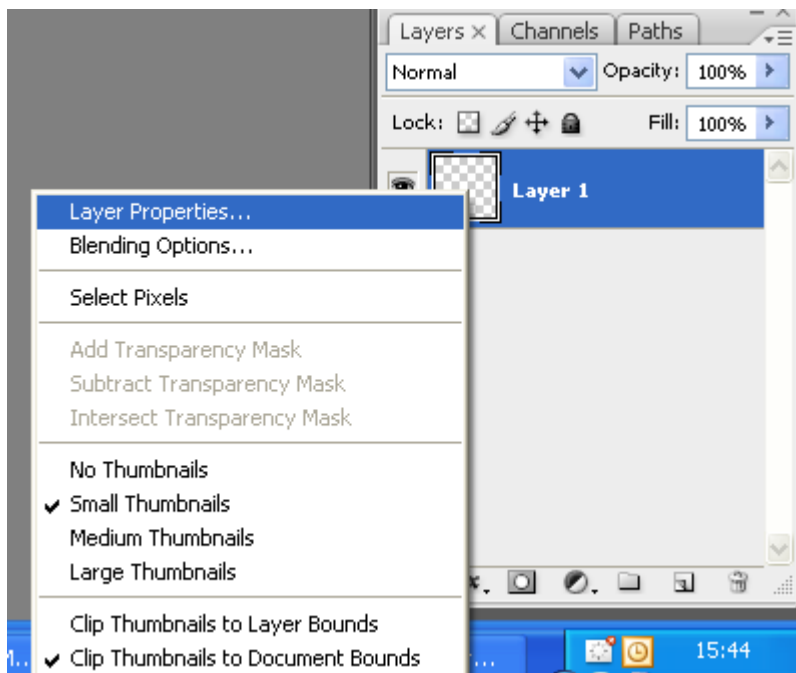 Layers × Channels Paths
Normal Opacity: 100%
Lock: Fill: 100%
Layer 1
Layer Properties...
Blending Options...
Select Pixels
Add Transparency Mask
Subtract Transparency Mask
Intersect Transparency Mask
No Thumbnails
Small Thumbnails
Medium Thumbnails
Large Thumbnails
Clip Thumbnails to Layer Bounds
Clip Thumbnails to Document Bounds
15:44